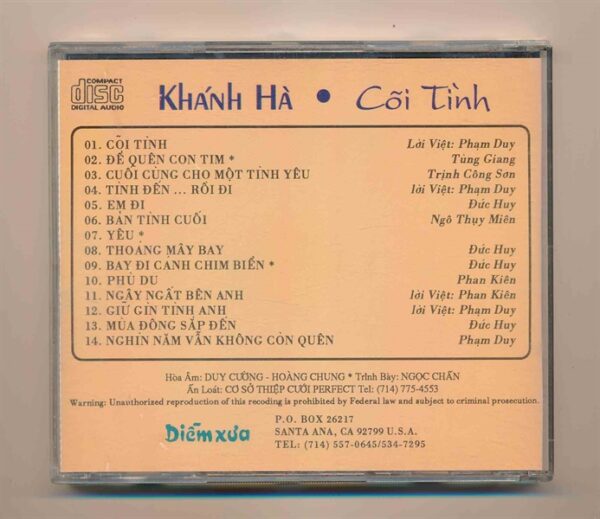 COMPACT
disc
DIGITAL AUDIO
KHÁNH HÀ • Cõi Tình
01. CÕI TÌNH Lời Việt: Phạm Duy
02. ĐỂ QUÊN CON TIM * Tùng Giang
03. CUỐI CÙNG CHO MỘT TÌNH YÊU Trịnh Công Sơn
04. TÌNH ĐẾN ... RỒI ĐI lời Việt: Phạm Duy
05. EM ĐI Đức Huy
06. BẢN TÌNH CUỐI Ngô Thụy Miên
07. YÊU *
08. THOÁNG MÂY BAY Đức Huy
09. BAY ĐI CÁNH CHIM BIỂN * Đức Huy
10. PHÙ DU Phan Kiên
11. NGÂY NGẤT BÊN ANH lời Việt: Phan Kiên
12. GIỮ GÌN TÌNH ANH lời Việt: Phạm Duy
13. MÙA ĐÔNG SẮP ĐẾN Đức Huy
14. NGHÌN NĂM VẪN KHÔNG CÒN QUÊN Phạm Duy
Hòa Âm: DUY CƯỜNG - HOÀNG CHUNG * Trình Bày: NGỌC CHẤN
Ấn Loát: CƠ SỞ THIỆP CƯỚI PERFECT Tel: (714) 775-4553
Warning: Unauthorized reproduction of this recoding is prohibited by Federal law and subject to criminal prosecution.
Diễm xưa
P.O. BOX 26217
SANTA ANA, CA 92799 U.S.A.
TEL: (714) 557-0645/534-7295